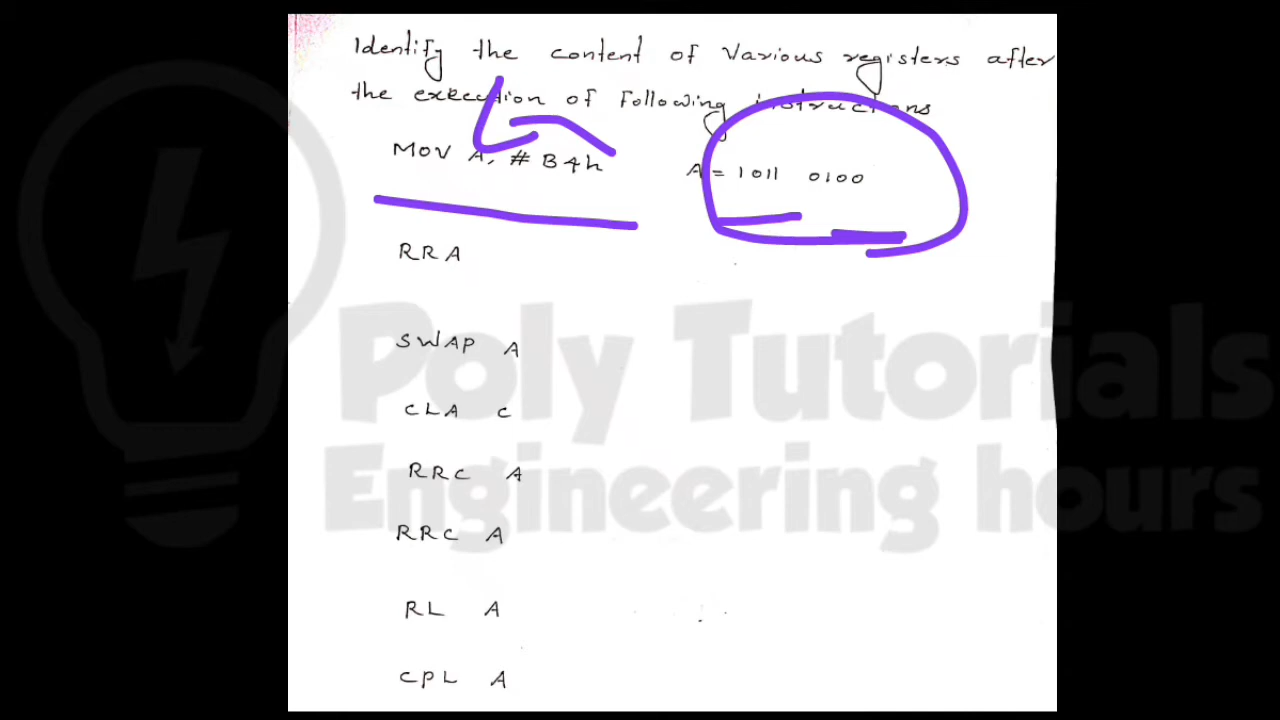 Identify the content of various registers after
the execution of following instructions
MOV A, # B4h A = 1011 0100
RRA
SWAP A
CLA C
RRC A
RRC A
RL A
CPL A
Poly Tutorials
Engineering hours